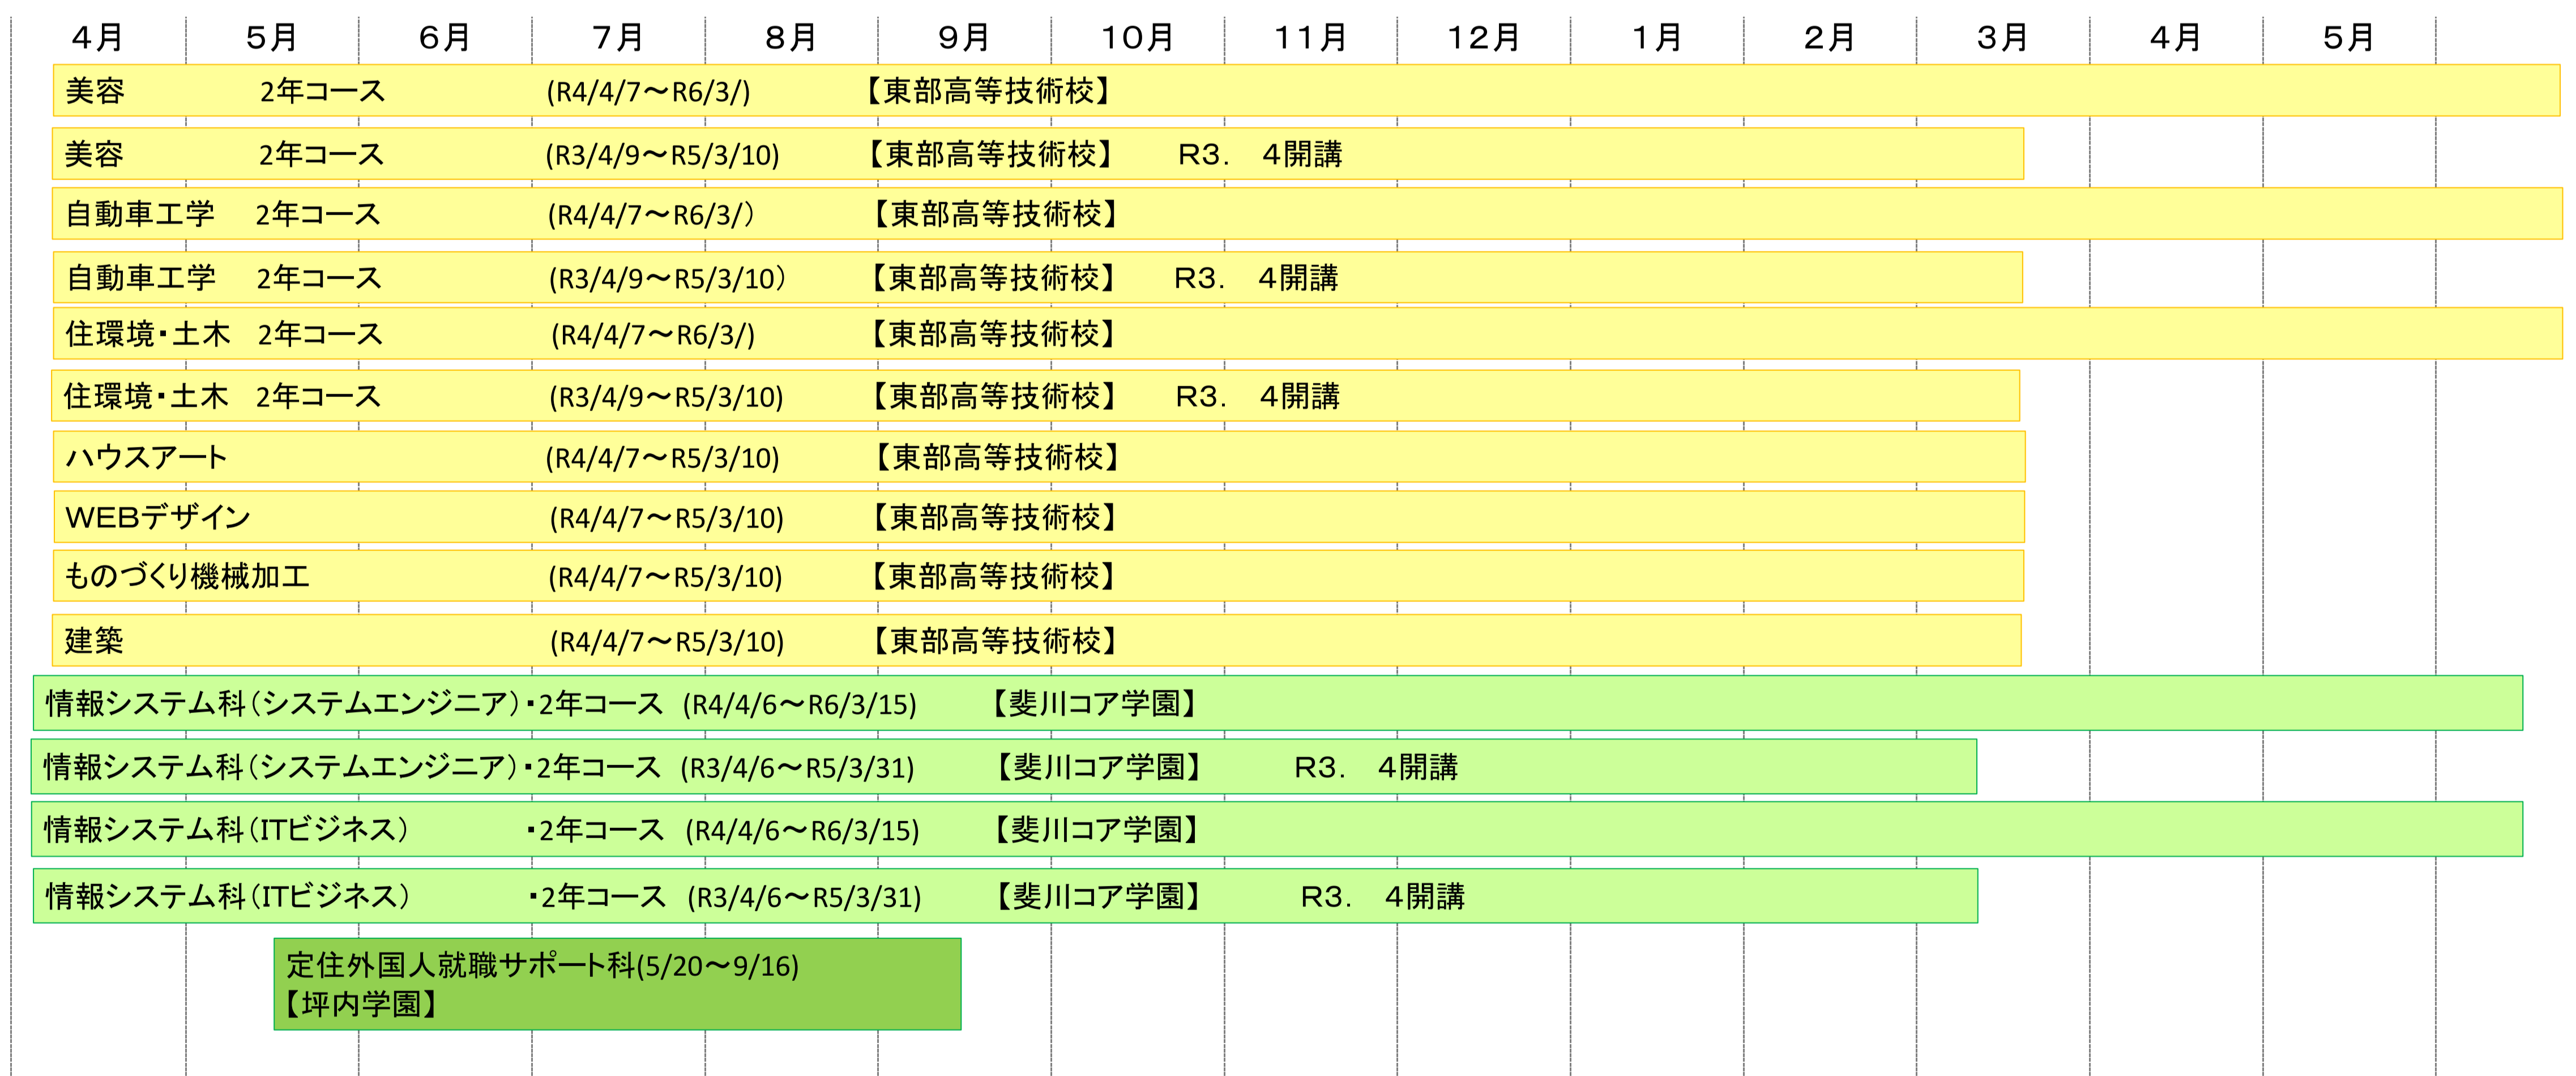 4月 5月 6月 7月 8月 9月 10月 11月 12月 1月 2月 3月 4月 5月
美容 2年コース (R4/4/7～R6/3/) 【東部高等技術校】
美容 2年コース (R3/4/9～R5/3/10) 【東部高等技術校】 R3. 4開講
自動車工学 2年コース (R4/4/7～R6/3/) 【東部高等技術校】
自動車工学 2年コース (R3/4/9～R5/3/10) 【東部高等技術校】 R3. 4開講
住環境・土木 2年コース (R4/4/7～R6/3/) 【東部高等技術校】
住環境・土木 2年コース (R3/4/9～R5/3/10) 【東部高等技術校】 R3. 4開講
ハウスアート (R4/4/7～R5/3/10) 【東部高等技術校】
WEBデザイン (R4/4/7～R5/3/10) 【東部高等技術校】
ものづくり機械加工 (R4/4/7～R5/3/10) 【東部高等技術校】
建築 (R4/4/7～R5/3/10) 【東部高等技術校】
情報システム科(システムエンジニア)・2年コース (R4/4/6～R6/3/15) 【斐川コア学園】
情報システム科(システムエンジニア)・2年コース (R3/4/6～R5/3/31) 【斐川コア学園】 R3. 4開講
情報システム科(ITビジネス) ・2年コース (R4/4/6～R6/3/15) 【斐川コア学園】
情報システム科(ITビジネス) ・2年コース (R3/4/6～R5/3/31) 【斐川コア学園】 R3. 4開講
定住外国人就職サポート科(5/20～9/16)
【坪内学園】